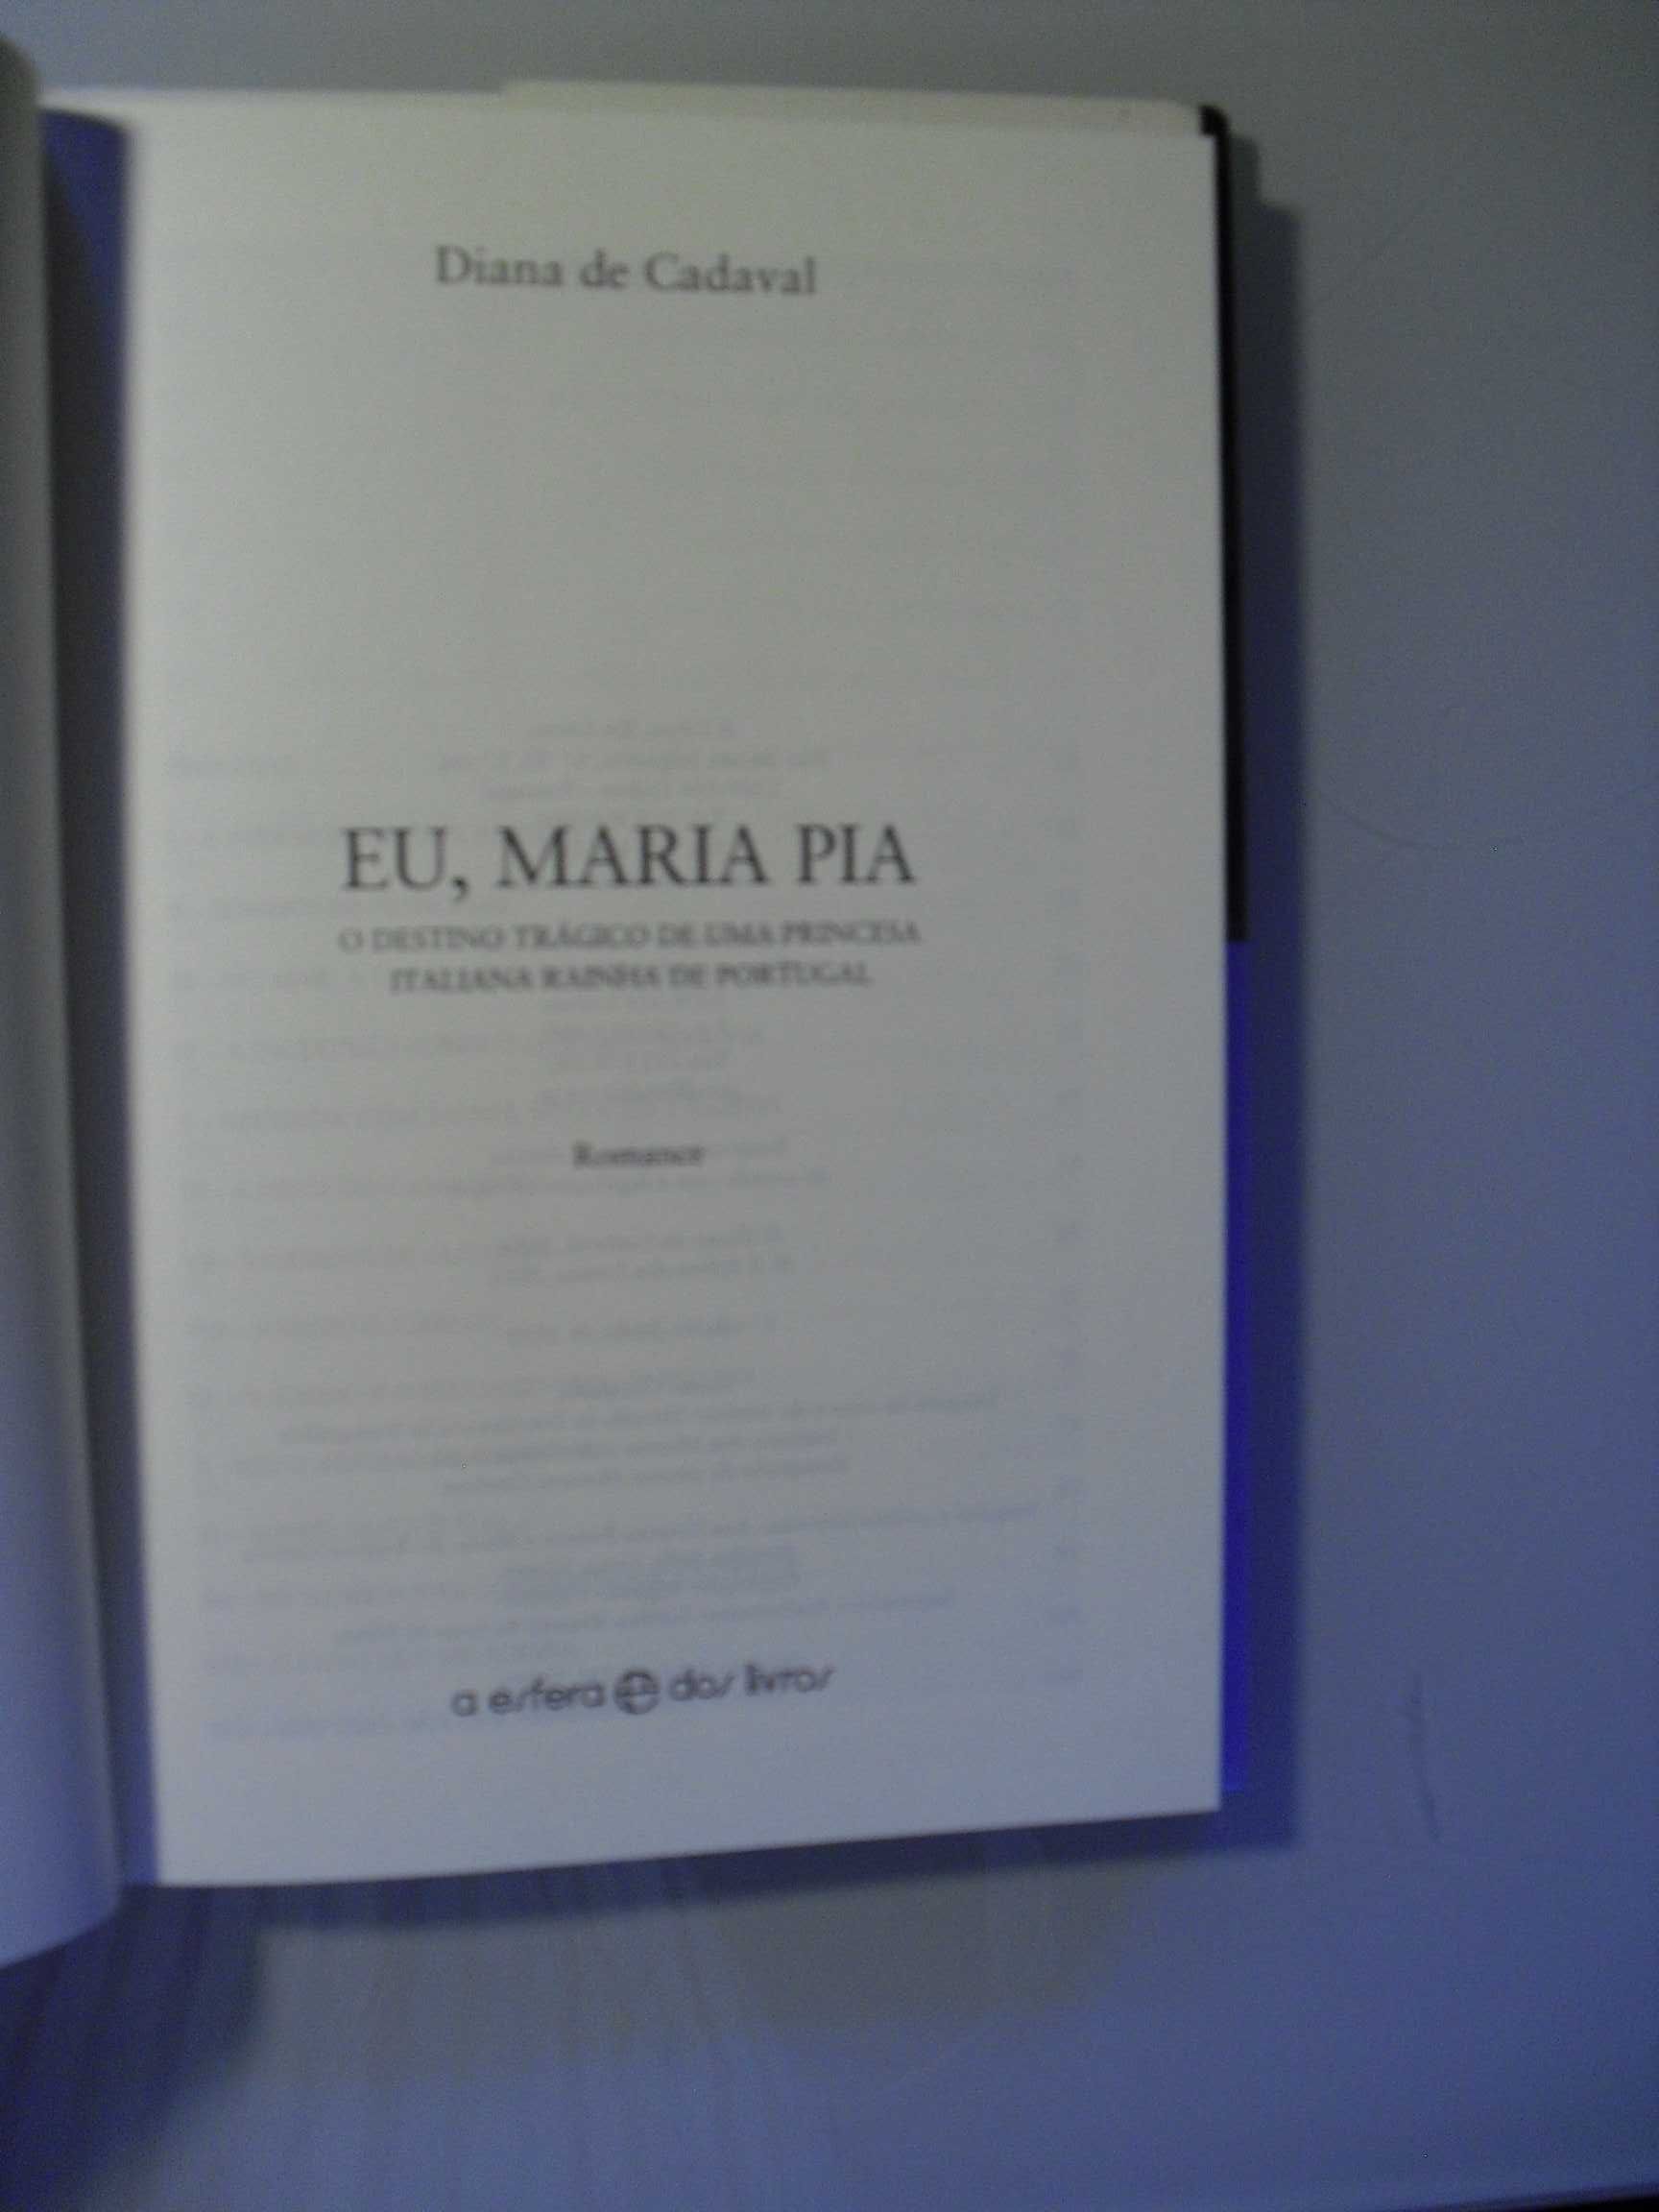 Diana de Cadaval
EU, MARIA PIA
O DESTINO TRÁGICO DE UMA PRINCESA
ITALIANA RAINHA DE PORTUGAL
Romance
a esfera dos livros